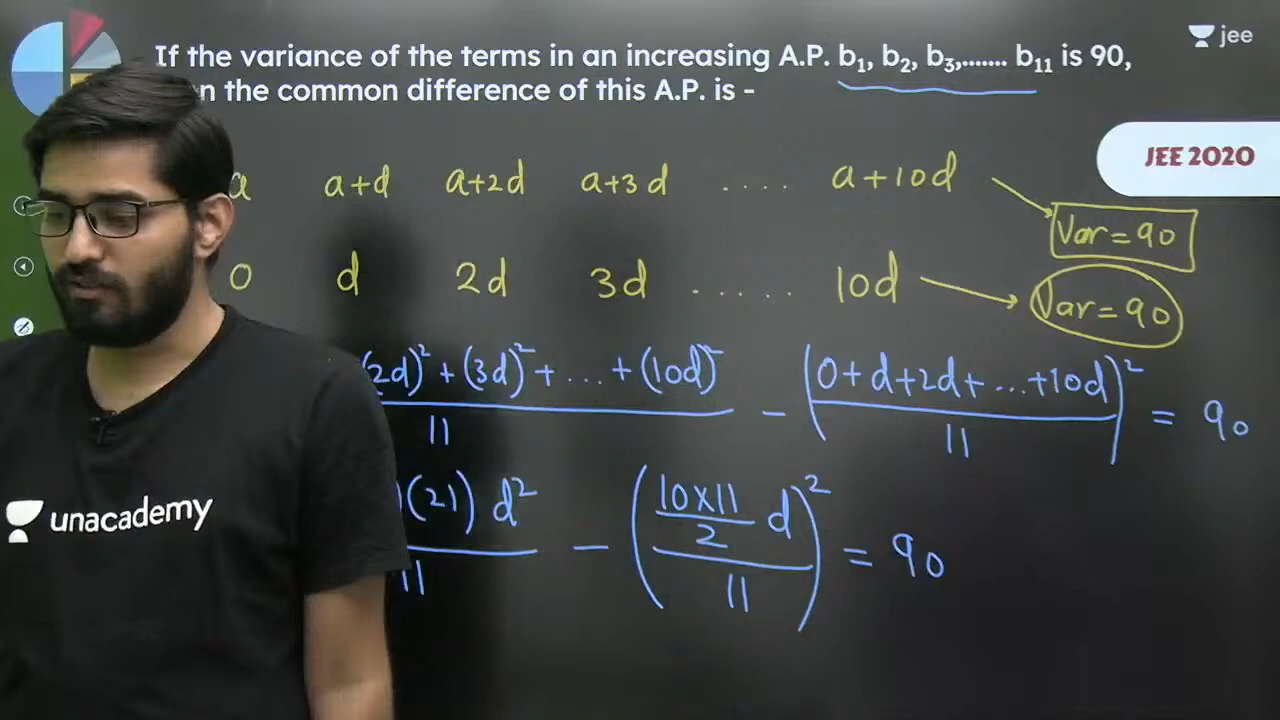 If the variance of the terms in an increasing A.P. b₁, b₂, b₃,....... b₁₁ is 90,
n the common difference of this A.P. is -
jee
JEE 2020
a a+d a+2d a+3d .... a+10d
Var = 90
0 d 2d 3d ...... 10d
Var = 90
(2d)² + (3d)² + ... + (10d)² / 11 - ((0+d+2d+...+10d) / 11)² = 90
)(21) d² / 11 - ((10×11 / 2 d) / 11)² = 90
unacademy